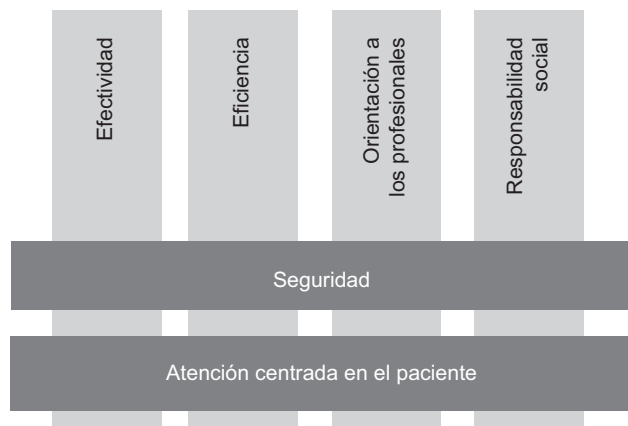 Efectividad
Eficiencia
Orientación a
los profesionales
Responsabilidad
social
Seguridad
Atención centrada en el paciente